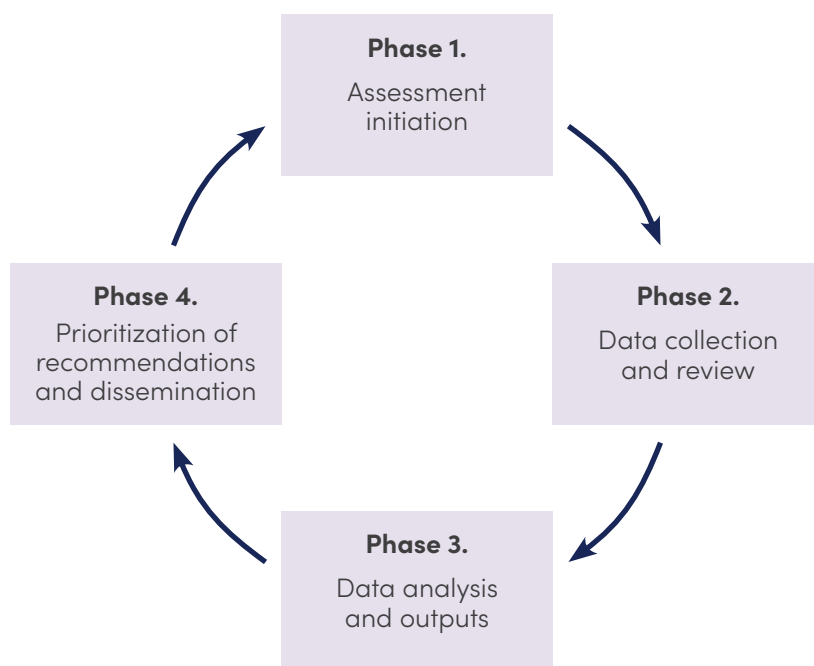 Phase 1.
Assessment
initiation
Phase 2.
Data collection
and review
Phase 3.
Data analysis
and outputs
Phase 4.
Prioritization of
recommendations
and dissemination